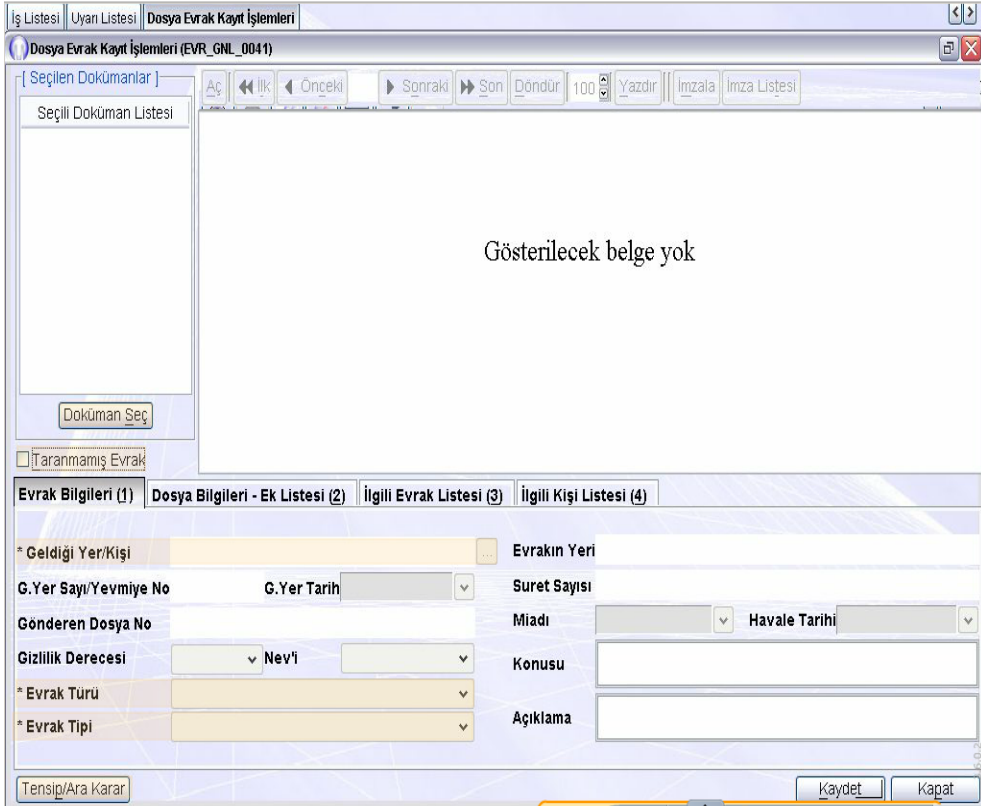 İş Listesi Uyarı Listesi Dosya Evrak Kayıt İşlemleri
Dosya Evrak Kayıt İşlemleri (EVR_GNL_0041)
[ Seçilen Dokümanlar ]
Aç İlk Önceki Sonraki Son Döndür 100 Yazdır İmzala İmza Listesi
Seçili Doküman Listesi
Gösterilecek belge yok
Doküman Seç
Taranmamış Evrak
Evrak Bilgileri (1) Dosya Bilgileri - Ek Listesi (2) İlgili Evrak Listesi (3) İlgili Kişi Listesi (4)
* Geldiği Yer/Kişi ... Evrakın Yeri
G.Yer Sayı/Yevmiye No G.Yer Tarih Suret Sayısı
Gönderen Dosya No Miadı Havale Tarihi
Gizlilik Derecesi Nev'i Konusu
* Evrak Türü
* Evrak Tipi Açıklama
Tensip/Ara Karar Kaydet Kapat